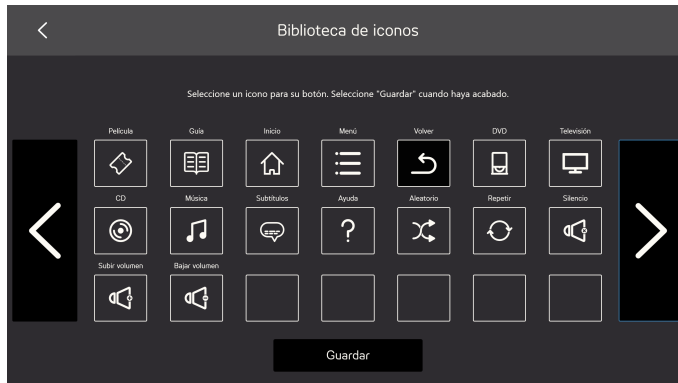 Biblioteca de iconos
Seleccione un icono para su botón. Seleccione "Guardar" cuando haya acabado.
Película Guía Inicio Menú Volver DVD Televisión
CD Música Subtítulos Ayuda Aleatorio Repetir Silencio
Subir volumen Bajar volumen
Guardar